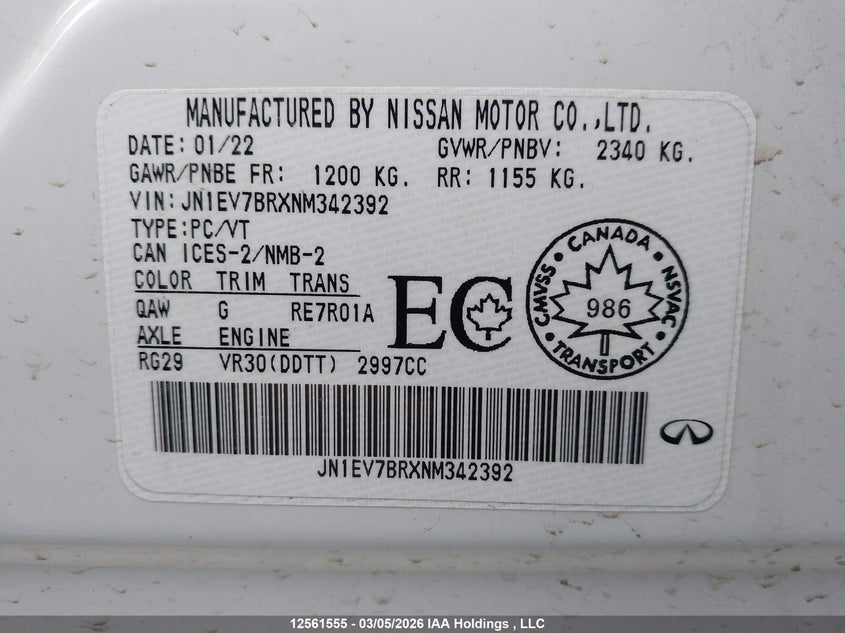 MANUFACTURED BY NISSAN MOTOR CO.,LTD.
DATE: 01/22 GVWR/PNBV: 2340 KG.
GAWR/PNBE FR: 1200 KG. RR: 1155 KG.
VIN: JN1EV7BRXNM342392
TYPE:PC/VT
CAN ICES-2/NMB-2
COLOR TRIM TRANS
QAW G RE7R01A
AXLE ENGINE
RG29 VR30(DDTT) 2997CC
EC
CANADA
CMVSS
NSVAC
986
TRANSPORT
JN1EV7BRXNM342392
12561555 - 03/05/2026 IAA Holdings , LLC